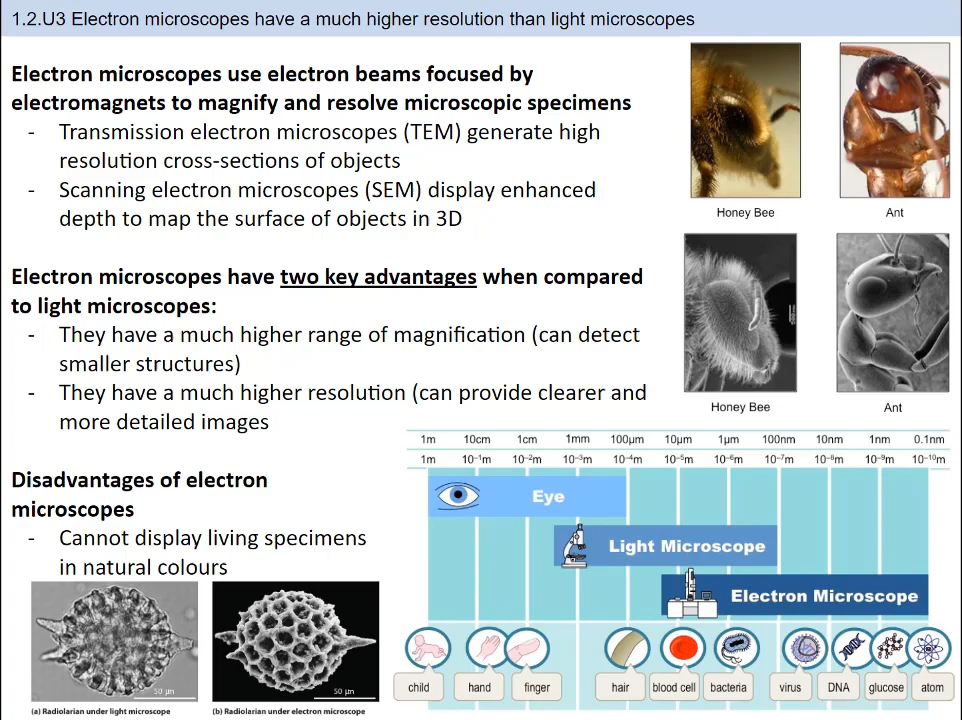 1.2.U3 Electron microscopes have a much higher resolution than light microscopes
Electron microscopes use electron beams focused by
electromagnets to magnify and resolve microscopic specimens
- Transmission electron microscopes (TEM) generate high
resolution cross-sections of objects
- Scanning electron microscopes (SEM) display enhanced
depth to map the surface of objects in 3D
Honey Bee
Ant
Electron microscopes have two key advantages when compared
to light microscopes:
- They have a much higher range of magnification (can detect
smaller structures)
- They have a much higher resolution (can provide clearer and
more detailed images
Honey Bee
Ant
Disadvantages of electron
microscopes
- Cannot display living specimens
in natural colours
50 μm
50 μm
(a) Radiolarian under light microscope
(b) Radiolarian under electron microscope
1m 10cm 1cm 1mm 100μm 10μm 1μm 100nm 10nm 1nm 0.1nm
1m 10⁻¹m 10⁻²m 10⁻³m 10⁻⁴m 10⁻⁵m 10⁻⁶m 10⁻⁷m 10⁻⁸m 10⁻⁹m 10⁻¹⁰m
Eye
Light Microscope
Electron Microscope
child hand finger hair blood cell bacteria virus DNA glucose atom